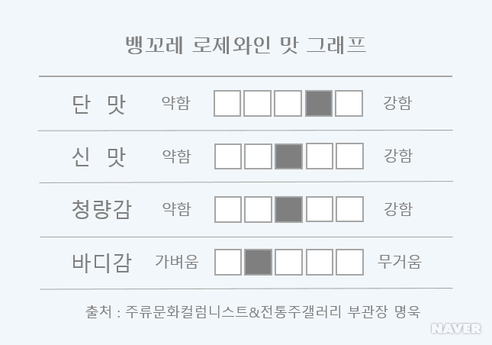 뱅꼬레 로제와인 맛 그래프
단 맛 약함 강함
신 맛 약함 강함
청량감 약함 강함
바디감 가벼움 무거움
출처 : 주류문화컬럼니스트&전통주갤러리 부관장 명욱
NAVER